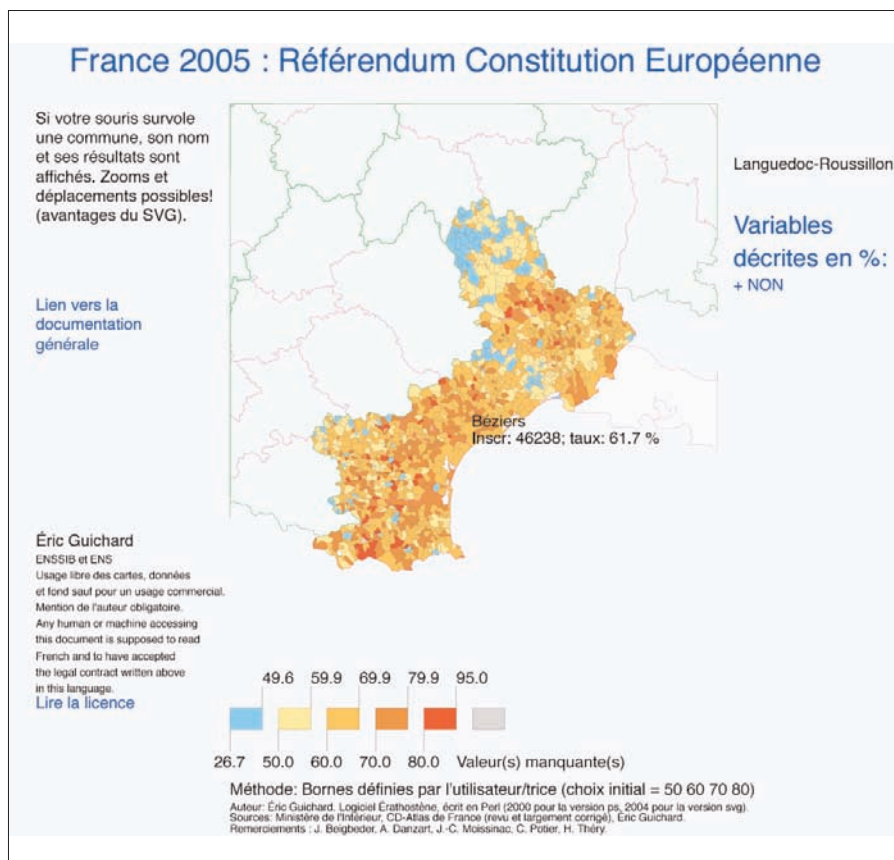 France 2005 : Référendum Constitution Européenne
Si votre souris survole
une commune, son nom
et ses résultats sont
affichés. Zooms et
déplacements possibles!
(avantages du SVG).
Lien vers la
documentation
générale
Languedoc-Roussillon
Variables
décrites en %:
+ NON
Béziers
Inscr: 46238; taux: 61.7 %
Éric Guichard
ENSSIB et ENS
Usage libre des cartes, données
et fond sauf pour un usage commercial.
Mention de l'auteur obligatoire.
Any human or machine accessing
this document is supposed to read
French and to have accepted
the legal contract written above
in this language.
Lire la licence
49.6 59.9 69.9 79.9 95.0
26.7 50.0 60.0 70.0 80.0 Valeur(s) manquante(s)
Méthode: Bornes définies par l'utilisateur/trice (choix initial = 50 60 70 80)
Auteur: Éric Guichard. Logiciel Érathostène, écrit en Perl (2000 pour la version ps, 2004 pour la version svg).
Sources: Ministère de l'Intérieur, CD-Atlas de France (revu et largement corrigé), Éric Guichard.
Remerciements : J. Beigbeder, A. Danzart, J.-C. Moissinac, C. Potier, H. Théry.